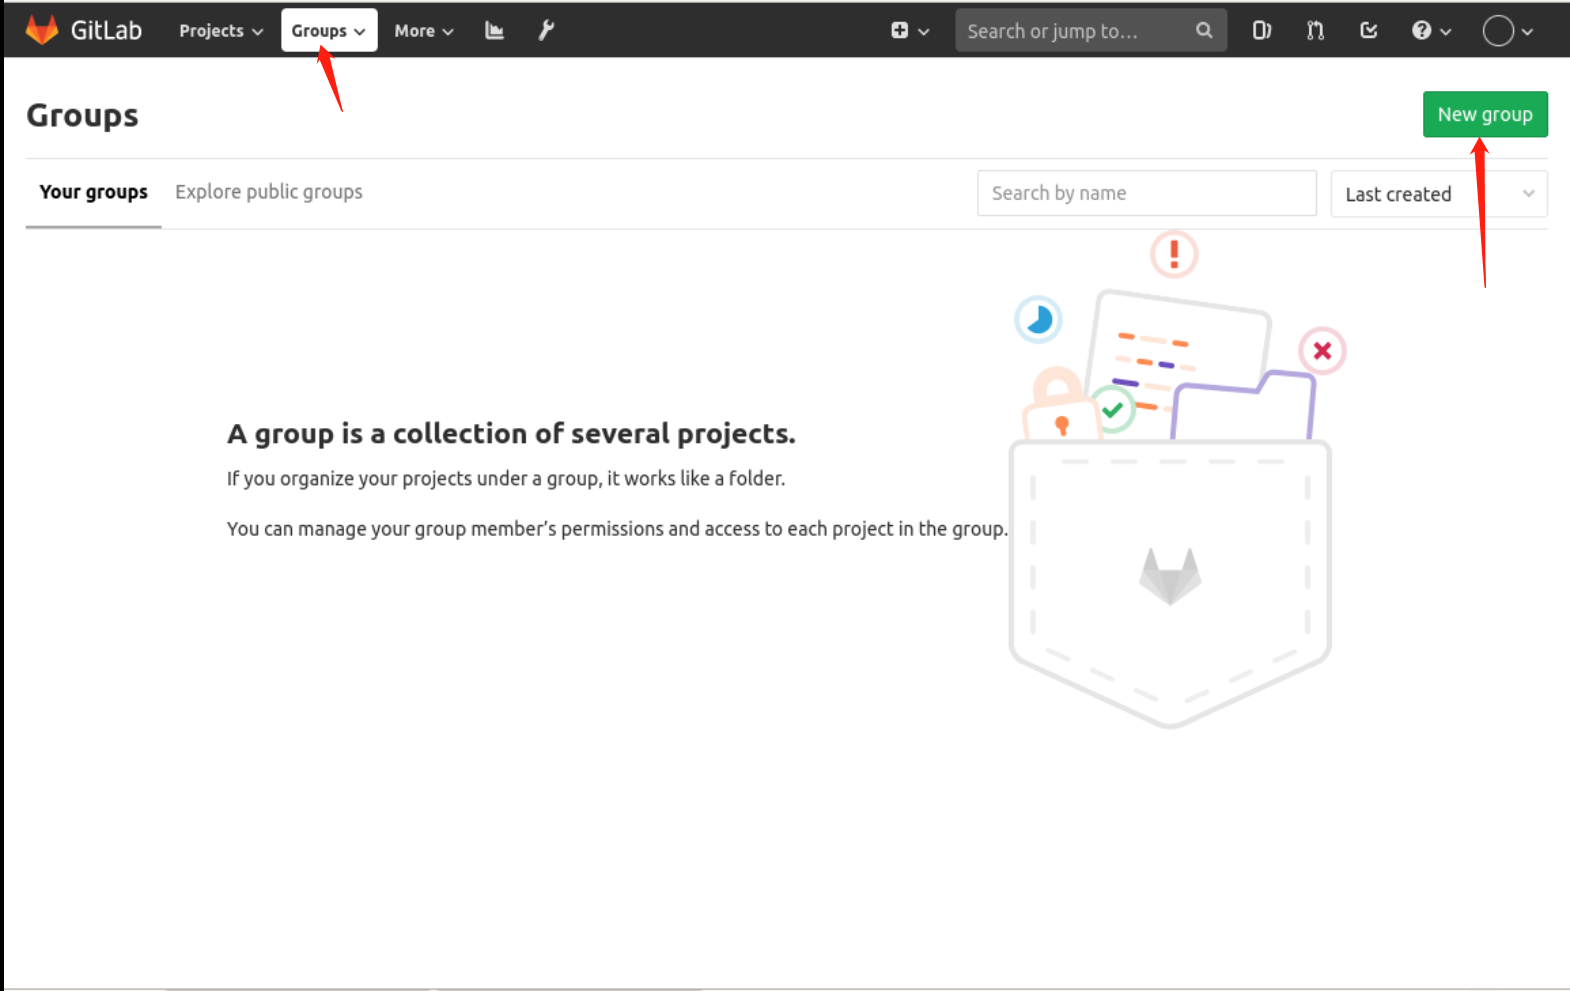 GitLab Projects Groups More Search or jump to...
Groups
New group
Your groups Explore public groups Search by name Last created
A group is a collection of several projects.
If you organize your projects under a group, it works like a folder.
You can manage your group member’s permissions and access to each project in the group.